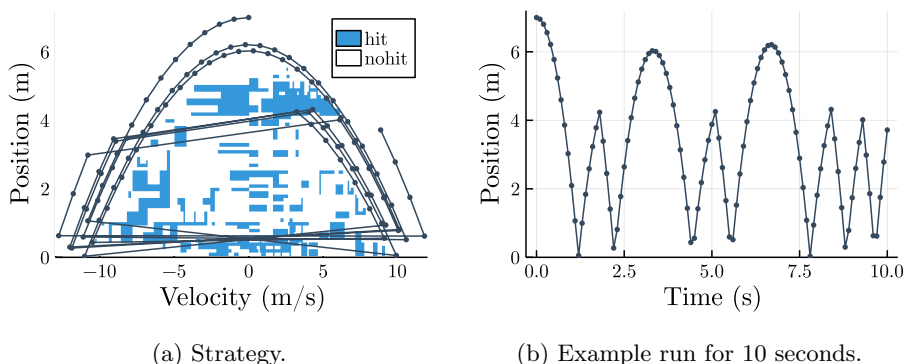 hit
nohit
Position (m)
6
4
2
0
−10
−5
0
5
10
Velocity (m/s)
Position (m)
6
4
2
0
0.0
2.5
5.0
7.5
10.0
Time (s)
(a) Strategy.
(b) Example run for 10 seconds.